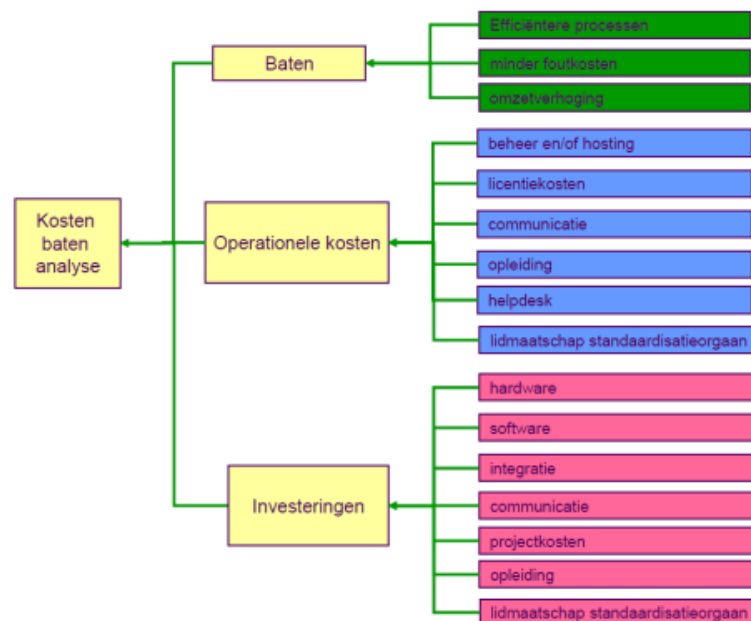 Efficiëntere processen
Baten
minder foutkosten
omzetverhoging
beheer en/of hosting
licentiekosten
communicatie
Kosten
baten
analyse
Operationele kosten
opleiding
helpdesk
lidmaatschap standaardisatieorgaan
hardware
software
integratie
Investeringen
communicatie
projectkosten
opleiding
lidmaatschap standaardisatieorgaan